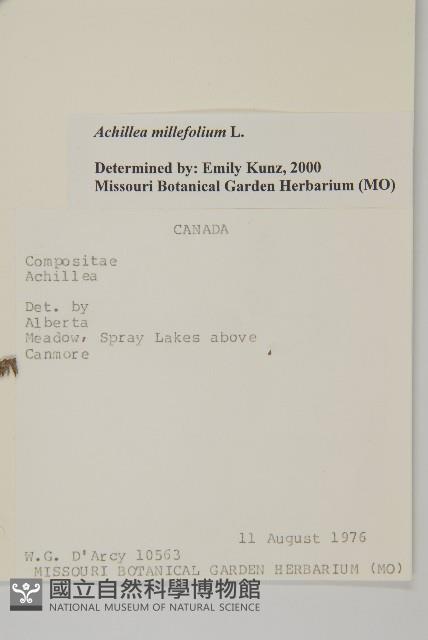 Achillea millefolium L.
Determined by: Emily Kunz, 2000
Missouri Botanical Garden Herbarium (MO)
CANADA
Compositae
Achillea
Det. by
Alberta
Meadow, Spray Lakes above
Canmore
11 August 1976
W.G. D'Arcy 10563
MISSOURI BOTANICAL GARDEN HERBARIUM (MO)
國立自然科學博物館
NATIONAL MUSEUM OF NATURAL SCIENCE